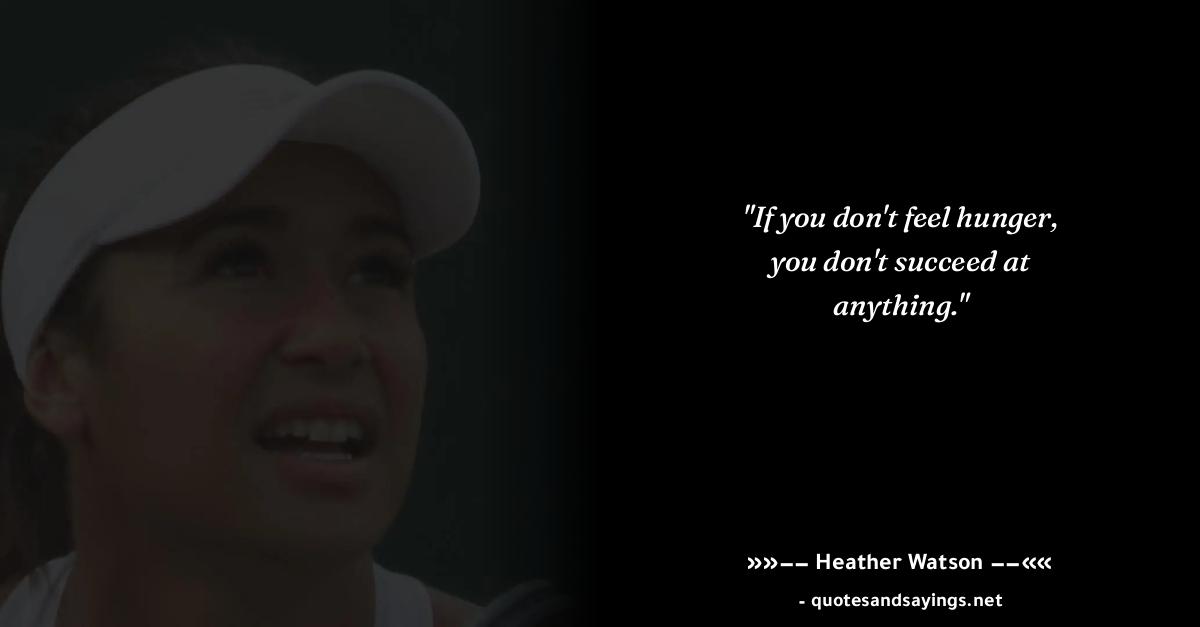 "If you don't feel hunger,
you don't succeed at
anything."
»»−− Heather Watson −−««
- quotesandsayings.net